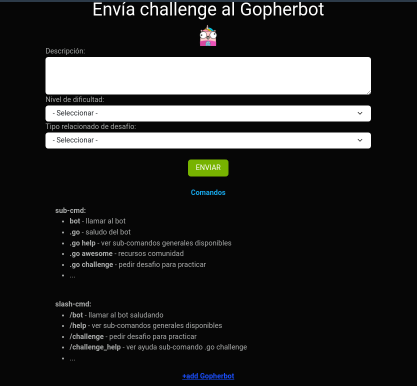 Envía challenge al Gopherbot
Descripción:
Nivel de dificultad:
- Seleccionar -
Tipo relacionado de desafío:
- Seleccionar -
ENVIAR
Comandos
sub-cmd:
• bot - llamar al bot
• .go - saludo del bot
• .go help - ver sub-comandos generales disponibles
• .go awesome - recursos comunidad
• .go challenge - pedir desafio para practicar
• ...
slash-cmd:
• /bot - llamar al bot saludando
• /help - ver sub-comandos generales disponibles
• /challenge - pedir desafio para practicar
• /challenge_help - ver ayuda sub-comando .go challenge
• ...
+add Gopherbot